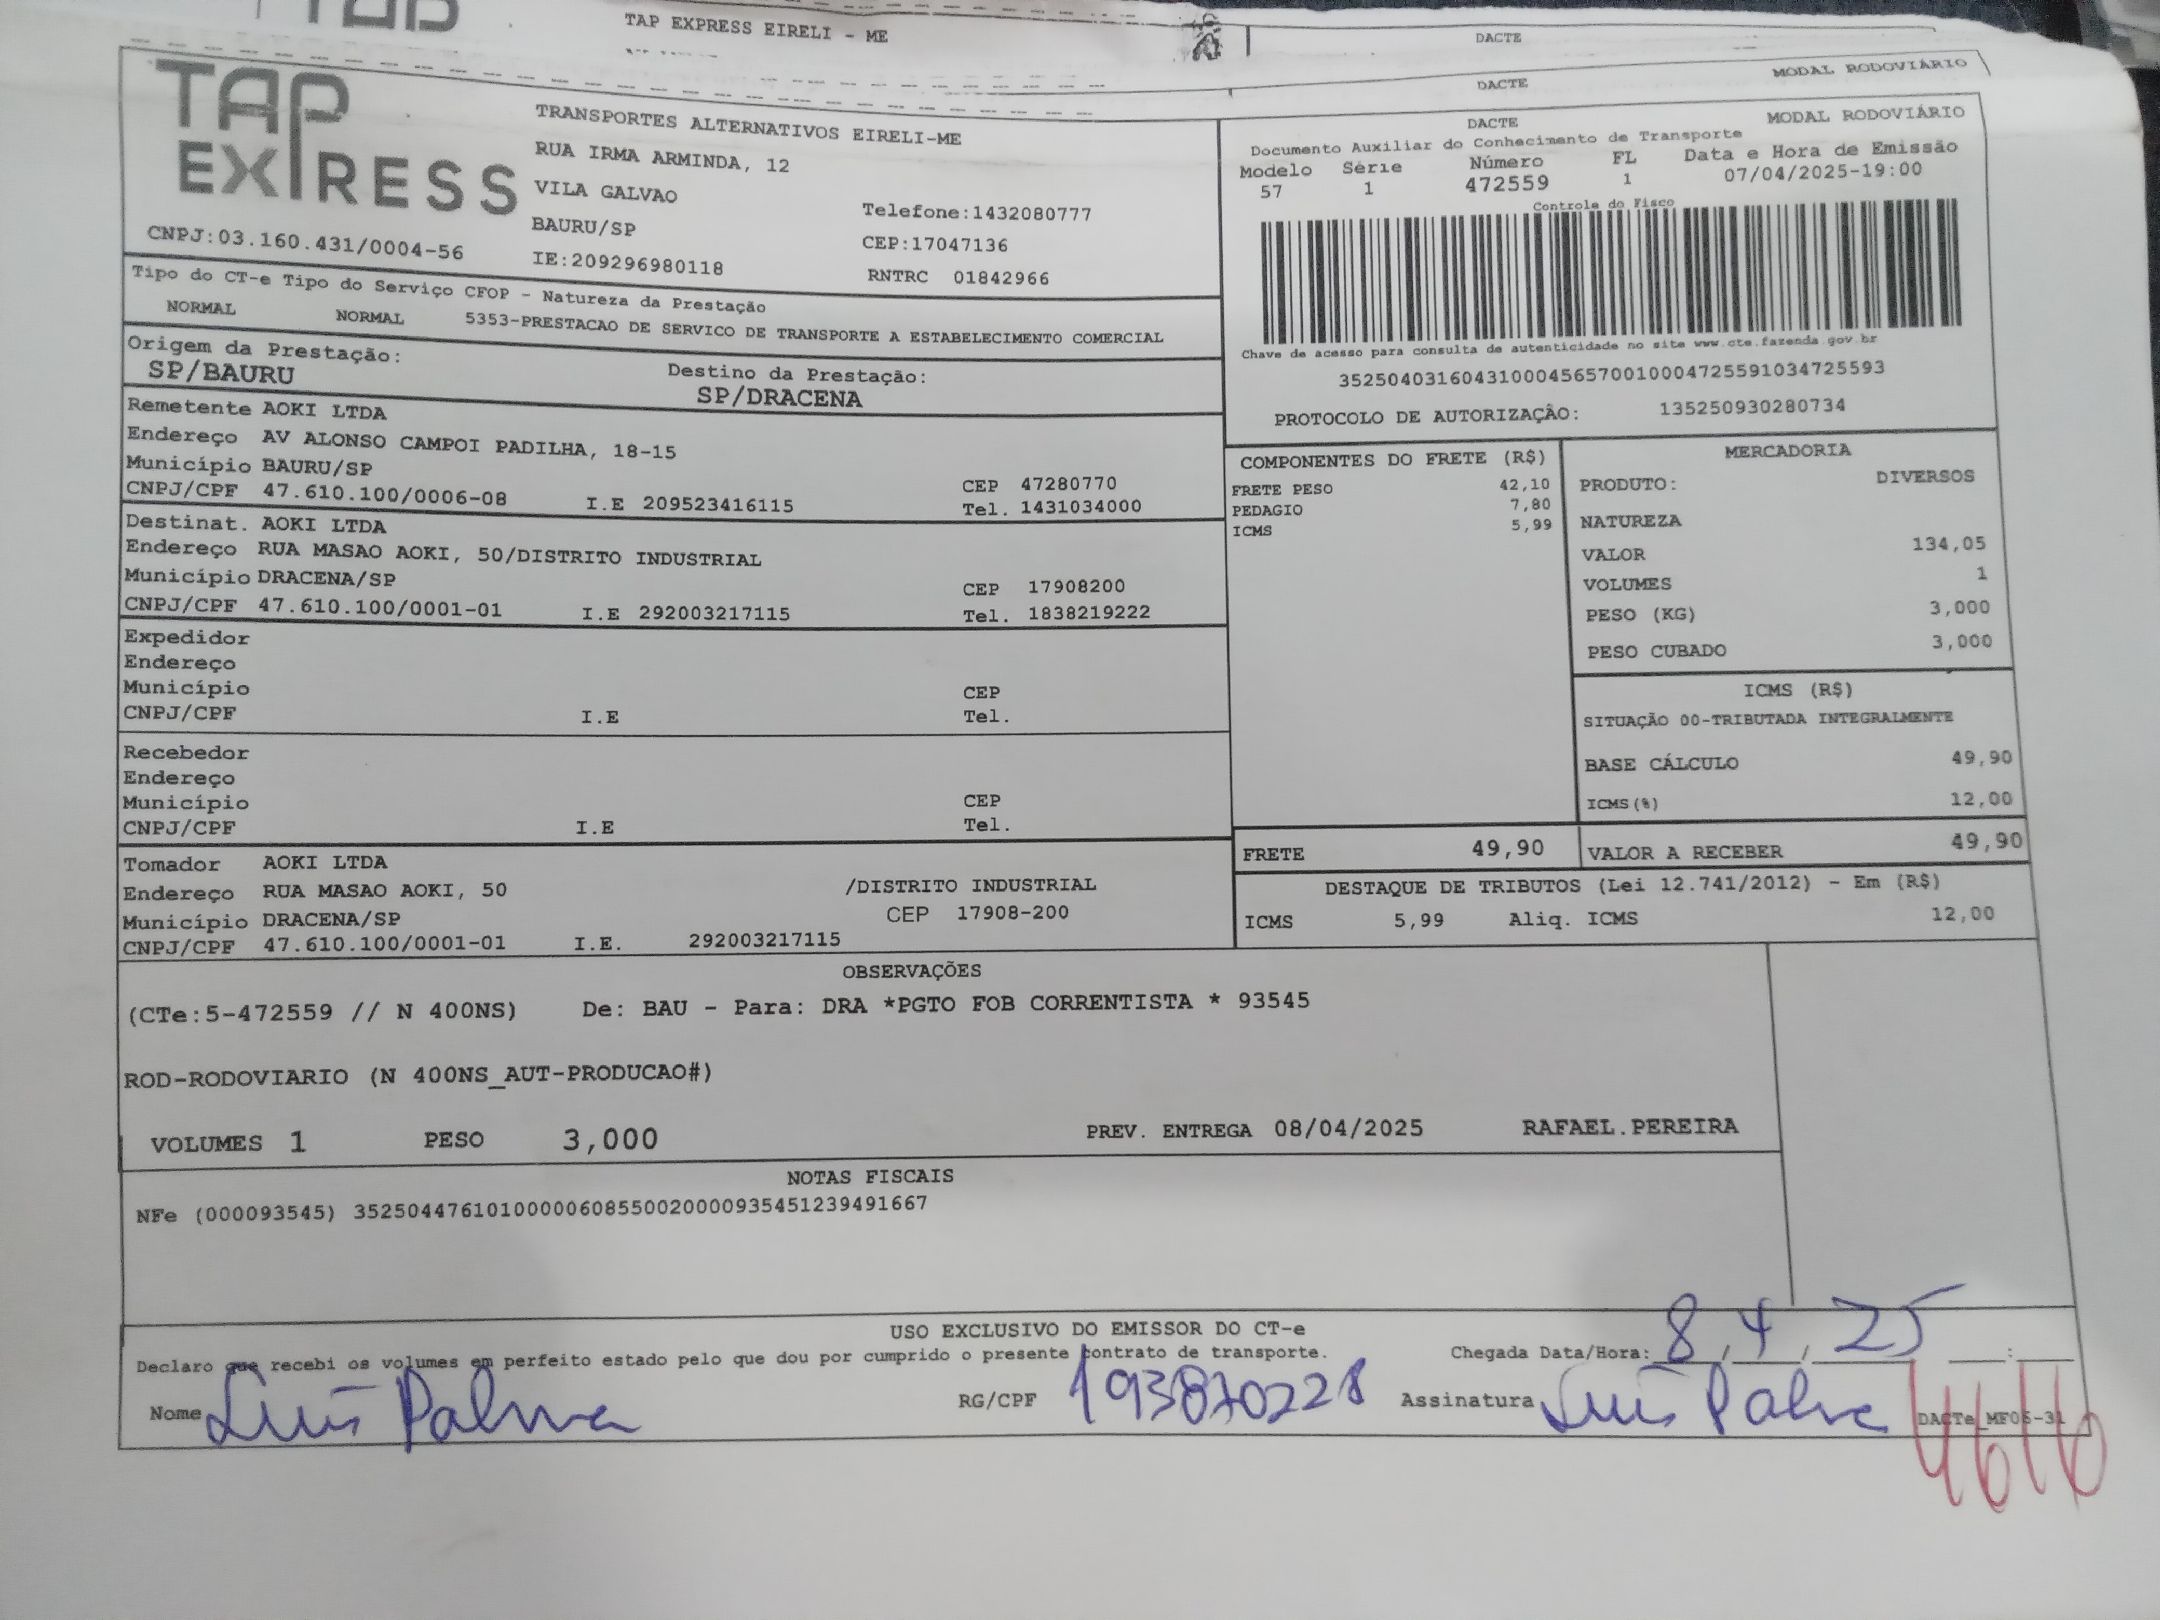 TAP EXPRESS EIRELI - ME
DACTE
DACTE
MODAL RODOVIÁRIO
TAP EXPRESS
TRANSPORTES ALTERNATIVOS EIRELI-ME
RUA IRMA ARMINDA, 12
VILA GALVAO
Telefone:1432080777
BAURU/SP
CEP:17047136
CNPJ:03.160.431/0004-56
IE:209296980118
RNTRC 01842966
DACTE
MODAL RODOVIÁRIO
Documento Auxiliar do Conhecimento de Transporte
Modelo Série Número FL Data e Hora de Emissão
57 1 472559 1 07/04/2025-19:00
Controle do Fisco
Chave de acesso para consulta de autenticidade no site www.cte.fazenda.gov.br
35250403160431000456570010004725591034725593
PROTOCOLO DE AUTORIZAÇÃO: 135250930280734
Tipo do CT-e Tipo do Serviço CFOP - Natureza da Prestação
NORMAL NORMAL 5353-PRESTACAO DE SERVICO DE TRANSPORTE A ESTABELECIMENTO COMERCIAL
Origem da Prestação: Destino da Prestação:
SP/BAURU SP/DRACENA
Remetente AOKI LTDA
Endereço AV ALONSO CAMPOI PADILHA, 18-15
Município BAURU/SP CEP 47280770
CNPJ/CPF 47.610.100/0006-08 I.E 209523416115 Tel. 1431034000
Destinat. AOKI LTDA
Endereço RUA MASAO AOKI, 50/DISTRITO INDUSTRIAL
Município DRACENA/SP CEP 17908200
CNPJ/CPF 47.610.100/0001-01 I.E 292003217115 Tel. 1838219222
Expedidor
Endereço
Município CEP
CNPJ/CPF I.E Tel.
Recebedor
Endereço
Município CEP
CNPJ/CPF I.E Tel.
Tomador AOKI LTDA
Endereço RUA MASAO AOKI, 50 /DISTRITO INDUSTRIAL
Município DRACENA/SP CEP 17908-200
CNPJ/CPF 47.610.100/0001-01 I.E. 292003217115
COMPONENTES DO FRETE (R$)
FRETE PESO 42,10
PEDAGIO 7,80
ICMS 5,99
MERCADORIA
PRODUTO: DIVERSOS
NATUREZA
VALOR 134,05
VOLUMES 1
PESO (KG) 3,000
PESO CUBADO 3,000
ICMS (R$)
SITUAÇÃO 00-TRIBUTADA INTEGRALMENTE
BASE CÁLCULO 49,90
ICMS(%) 12,00
FRETE 49,90 VALOR A RECEBER 49,90
DESTAQUE DE TRIBUTOS (Lei 12.741/2012) - Em (R$)
ICMS 5,99 Aliq. ICMS 12,00
OBSERVAÇÕES
(CTe:5-472559 // N 400NS) De: BAU - Para: DRA *PGTO FOB CORRENTISTA * 93545
ROD-RODOVIARIO (N 400NS_AUT-PRODUCAO#)
VOLUMES 1 PESO 3,000 PREV. ENTREGA 08/04/2025 RAFAEL.PEREIRA
NOTAS FISCAIS
NFe (000093545) 35250447610100000608550020000935451239491667
USO EXCLUSIVO DO EMISSOR DO CT-e
Declaro que recebi os volumes em perfeito estado pelo que dou por cumprido o presente contrato de transporte. Chegada Data/Hora: 8/4/25 :
Nome Luis Palma RG/CPF 193870228 Assinatura Luis Palma DACTe_MF05-31